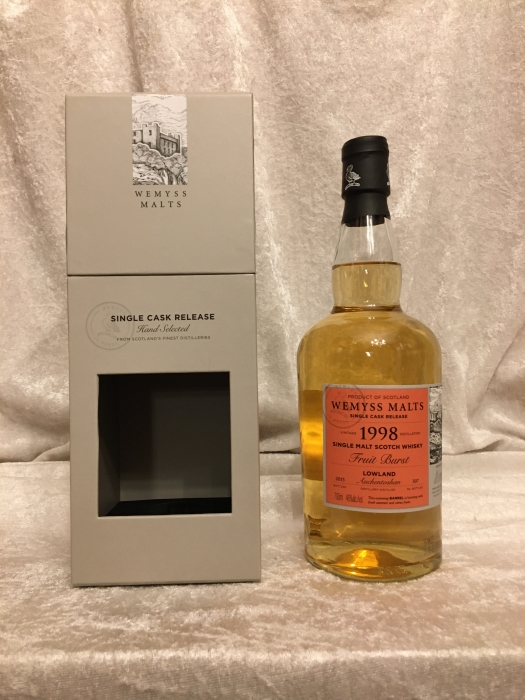 WEMYSS
MALTS
SINGLE CASK RELEASE
Hand-Selected
FROM SCOTLAND'S FINEST DISTILLERIES
PRODUCT OF SCOTLAND
WEMYSS MALTS
SINGLE CASK RELEASE
1998
SINGLE MALT SCOTCH WHISKY
Fruit Burst
LOWLAND
Auchentoshan